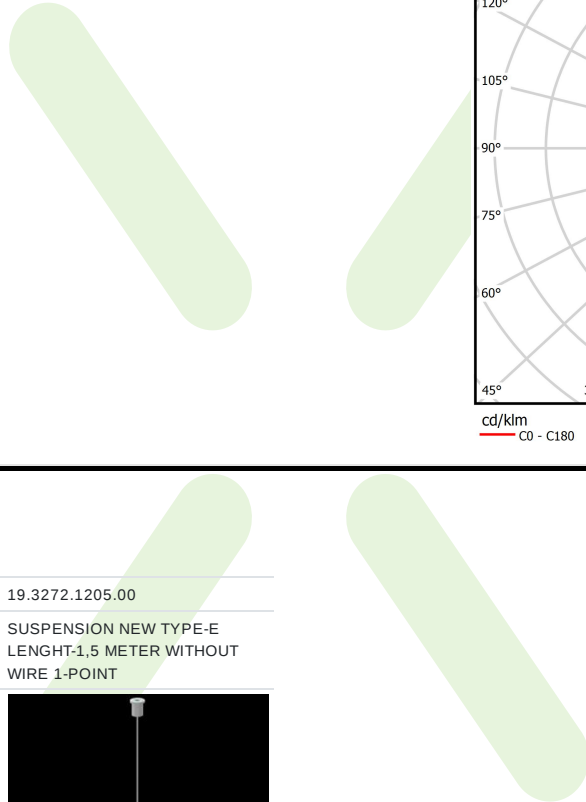 120°
105°
90°
75°
60°
45°
cd/klm
C0 - C180
19.3272.1205.00
SUSPENSION NEW TYPE-E
LENGHT-1,5 METER WITHOUT
WIRE 1-POINT